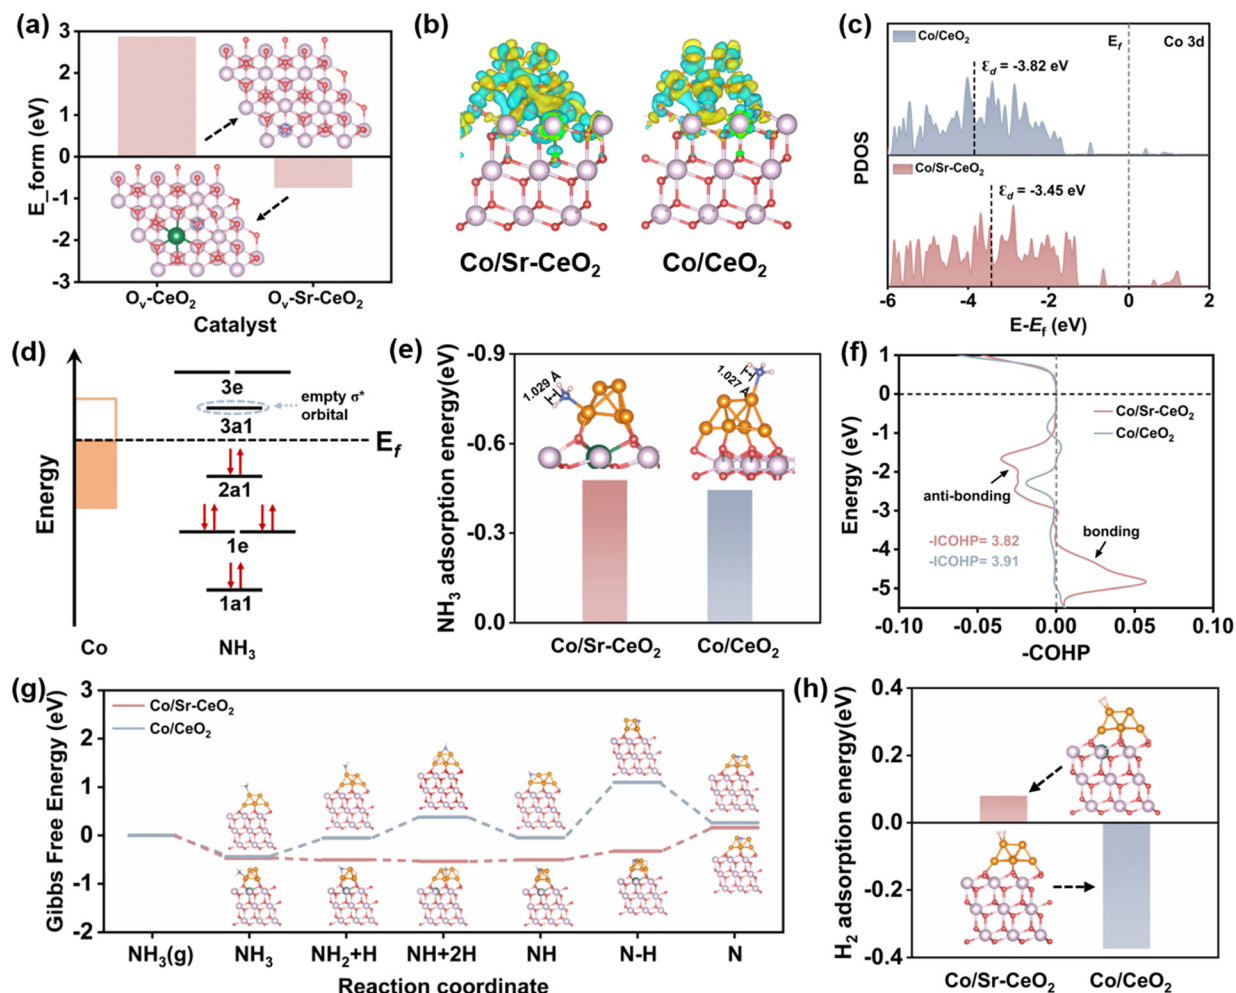 (a)
3
2
1
0
-1
-2
-3
E_form (eV)
Oᵥ-CeO₂
Oᵥ-Sr-CeO₂
Catalyst
(b)
Co/Sr-CeO₂
Co/CeO₂
(c)
Co/CeO₂
E_f
Co 3d
ε_d = -3.82 eV
Co/Sr-CeO₂
ε_d = -3.45 eV
PDOS
-6
-4
-2
0
2
E-E_f (eV)
(d)
Energy
3e
empty σ*
orbital
3a1
E_f
2a1
1e
1a1
Co
NH₃
(e)
NH₃ adsorption energy(eV)
-0.9
-0.6
-0.3
0.0
1.029 Å
1.027 Å
Co/Sr-CeO₂
Co/CeO₂
(f)
Energy (eV)
1
0
-1
-2
-3
-4
-5
Co/Sr-CeO₂
Co/CeO₂
anti-bonding
bonding
-ICOHP= 3.82
-ICOHP= 3.91
-0.10
-0.05
0.00
0.05
0.10
-COHP
(g)
Gibbs Free Energy (eV)
3
2
1
0
-1
-2
Co/Sr-CeO₂
Co/CeO₂
NH₃(g)
NH₃
NH₂+H
NH+2H
NH
N-H
N
Reaction coordinate
(h)
H₂ adsorption energy(eV)
0.4
0.2
0.0
-0.2
-0.4
Co/Sr-CeO₂
Co/CeO₂